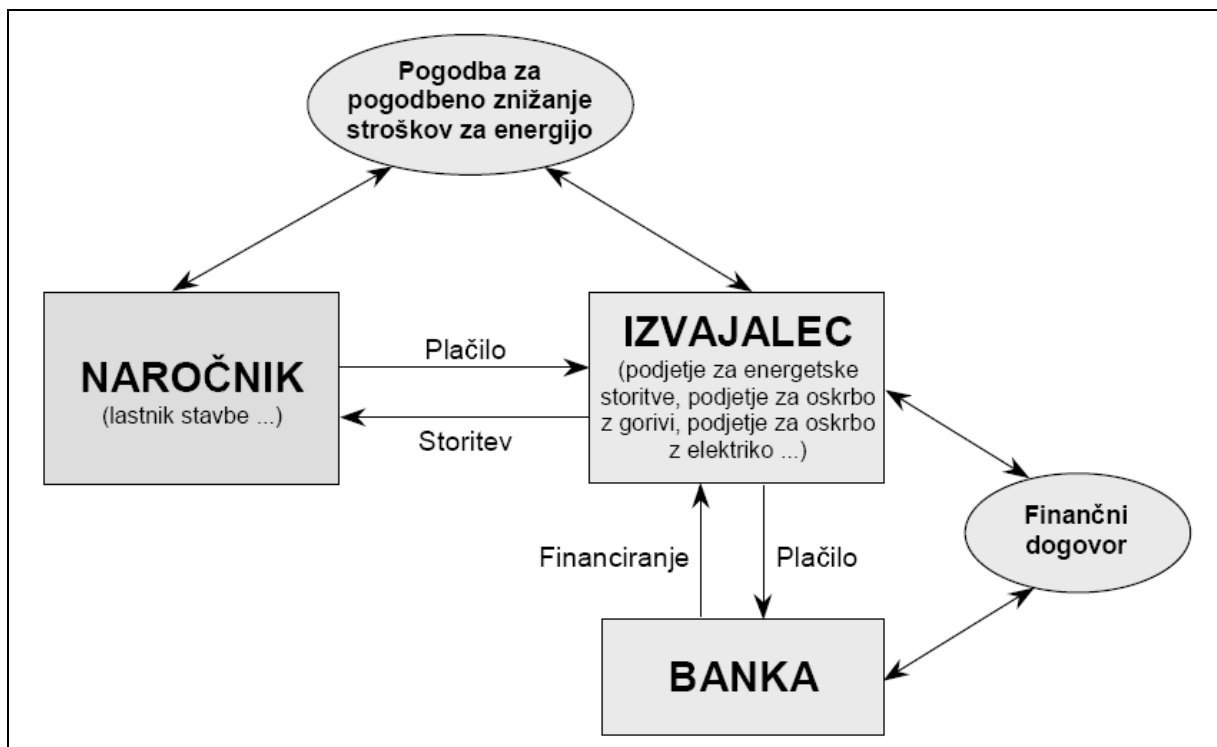 Pogodba za
pogodbeno znižanje
stroškov za energijo
NAROČNIK
(lastnik stavbe ...)
Plačilo
Storitev
IZVAJALEC
(podjetje za energetske
storitve, podjetje za oskrbo
z gorivi, podjetje za oskrbo
z elektriko ...)
Finančni
dogovor
Financiranje
Plačilo
BANKA